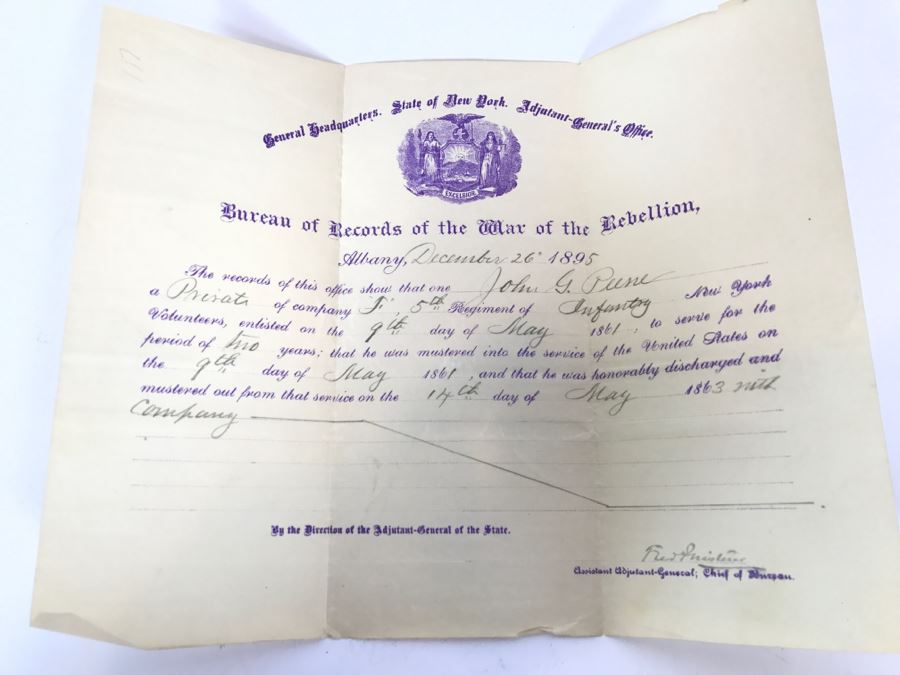 General Headquarters. State of New York. Adjutant-General's Office.
EXCELSIOR
Bureau of Records of the War of the Rebellion,
Albany, December 26" 1895
The records of this office show that one John G.
a Private of company F, 5th Regiment of Infantry New York
Volunteers, enlisted on the 9th day of May 1861, to serve for the
period of two years; that he was mustered into the service of the United States on
the 9th day of May 1861, and that he was honorably discharged and
mustered out from that service on the 14th day of May 1863 with
company
By the Direction of the Adjutant-General of the State.
Assistant Adjutant-General; Chief of Bureau.